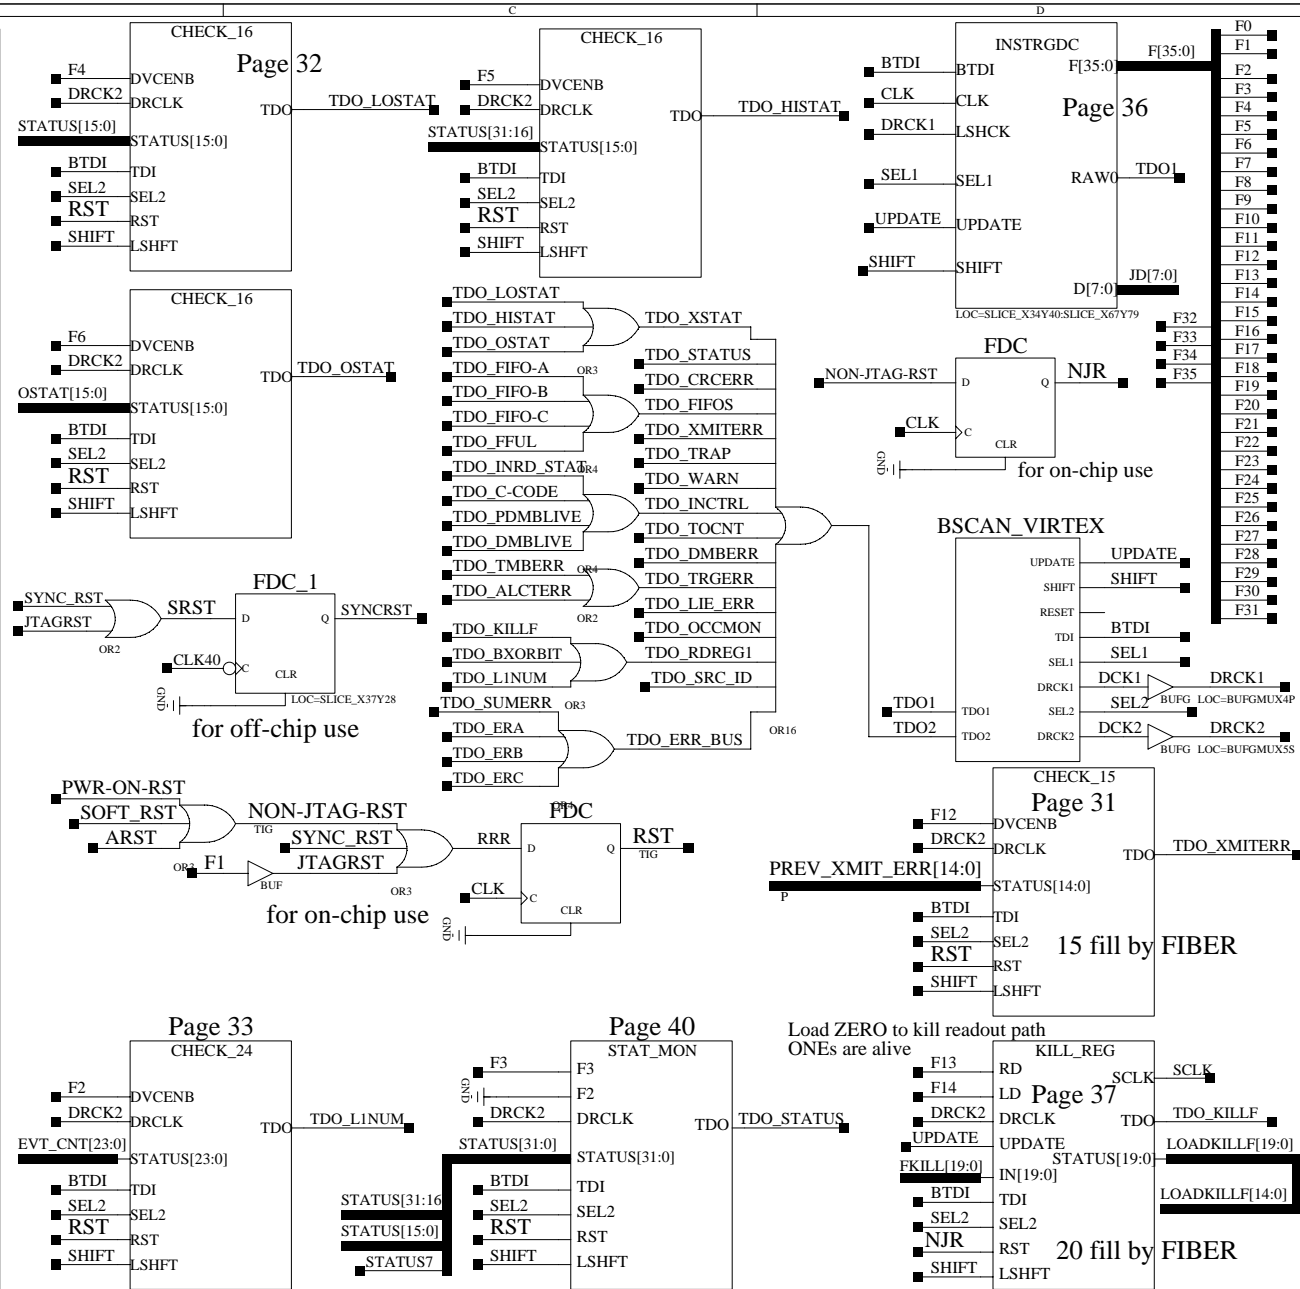 C
D
CHECK_16
Page 32
F4
DVCENB
DRCK2
DRCLK
TDO
TDO_LOSTAT
STATUS[15:0]
STATUS[15:0]
BTDI
TDI
SEL2
SEL2
RST
RST
SHIFT
LSHFT
CHECK_16
F5
DVCENB
DRCK2
DRCLK
TDO
TDO_HISTAT
STATUS[31:16]
STATUS[15:0]
BTDI
TDI
SEL2
SEL2
RST
RST
SHIFT
LSHFT
INSTRGDC
Page 36
BTDI
BTDI
CLK
CLK
DRCK1
LSHCK
SEL1
SEL1
UPDATE
UPDATE
SHIFT
SHIFT
F[35:0]
F[35:0]
RAW0
TDO1
D[7:0]
JD[7:0]
LOC=SLICE_X34Y40:SLICE_X67Y79
F0
F1
F2
F3
F4
F5
F6
F7
F8
F9
F10
F11
F12
F13
F14
F15
F16
F17
F18
F19
F20
F21
F22
F23
F24
F25
F26
F27
F28
F29
F30
F31
F32
F33
F34
F35
CHECK_16
F6
DVCENB
DRCK2
DRCLK
TDO
TDO_OSTAT
OSTAT[15:0]
STATUS[15:0]
BTDI
TDI
SEL2
SEL2
RST
RST
SHIFT
LSHFT
TDO_LOSTAT
TDO_HISTAT
TDO_OSTAT
OR3
TDO_FIFO-A
TDO_FIFO-B
TDO_FIFO-C
TDO_FFUL
OR4
TDO_INRD_STAT
TDO_C-CODE
TDO_PDMBLIVE
TDO_DMBLIVE
OR4
TDO_TMBERR
TDO_ALCTERR
OR2
TDO_KILLF
TDO_BXORBIT
TDO_L1NUM
OR3
TDO_SUMERR
TDO_ERA
TDO_ERB
TDO_ERC
OR4
TDO_XSTAT
TDO_STATUS
TDO_CRCERR
TDO_FIFOS
TDO_XMITERR
TDO_TRAP
TDO_WARN
TDO_INCTRL
TDO_TOCNT
TDO_DMBERR
TDO_TRGERR
TDO_LIE_ERR
TDO_OCCMON
TDO_RDREG1
TDO_SRC_ID
TDO_ERR_BUS
OR16
FDC
NON-JTAG-RST
D
Q
NJR
CLK
C
CLR
GND
for on-chip use
BSCAN_VIRTEX
UPDATE
UPDATE
SHIFT
SHIFT
RESET
TDI
BTDI
SEL1
SEL1
DRCK1
DCK1
BUFG
DRCK1
LOC=BUFGMUX4P
SEL2
SEL2
DRCK2
DCK2
BUFG
DRCK2
LOC=BUFGMUX5S
TDO1
TDO1
TDO2
TDO2
FDC_1
SYNC_RST
JTAGRST
OR2
SRST
D
Q
SYNCRST
CLK40
C
CLR
GND
LOC=SLICE_X37Y28
for off-chip use
PWR-ON-RST
SOFT_RST
ARST
OR3
NON-JTAG-RST
TIG
SYNC_RST
F1
BUF
JTAGRST
OR3
RRR
FDC
D
Q
RST
TIG
CLK
C
CLR
GND
for on-chip use
CHECK_15
Page 31
F12
DVCENB
DRCK2
DRCLK
TDO
TDO_XMITERR
PREV_XMIT_ERR[14:0]
P
STATUS[14:0]
BTDI
TDI
SEL2
SEL2
RST
RST
SHIFT
LSHFT
15 fill by FIBER
Page 33
CHECK_24
F2
DVCENB
DRCK2
DRCLK
TDO
TDO_L1NUM
EVT_CNT[23:0]
STATUS[23:0]
BTDI
TDI
SEL2
SEL2
RST
RST
SHIFT
LSHFT
Page 40
STAT_MON
F3
F3
GND
F2
DRCK2
DRCLK
TDO
TDO_STATUS
STATUS[31:0]
STATUS[31:0]
STATUS[31:16]
STATUS[15:0]
STATUS7
BTDI
TDI
SEL2
SEL2
RST
RST
SHIFT
LSHFT
Load ZERO to kill readout path
ONEs are alive
KILL_REG
Page 37
F13
RD
F14
LD
DRCK2
DRCLK
UPDATE
UPDATE
FKILL[19:0]
IN[19:0]
BTDI
TDI
SEL2
SEL2
NJR
RST
SHIFT
LSHFT
SCLK
SCLK
TDO
TDO_KILLF
STATUS[19:0]
LOADKILLF[19:0]
LOADKILLF[14:0]
20 fill by FIBER